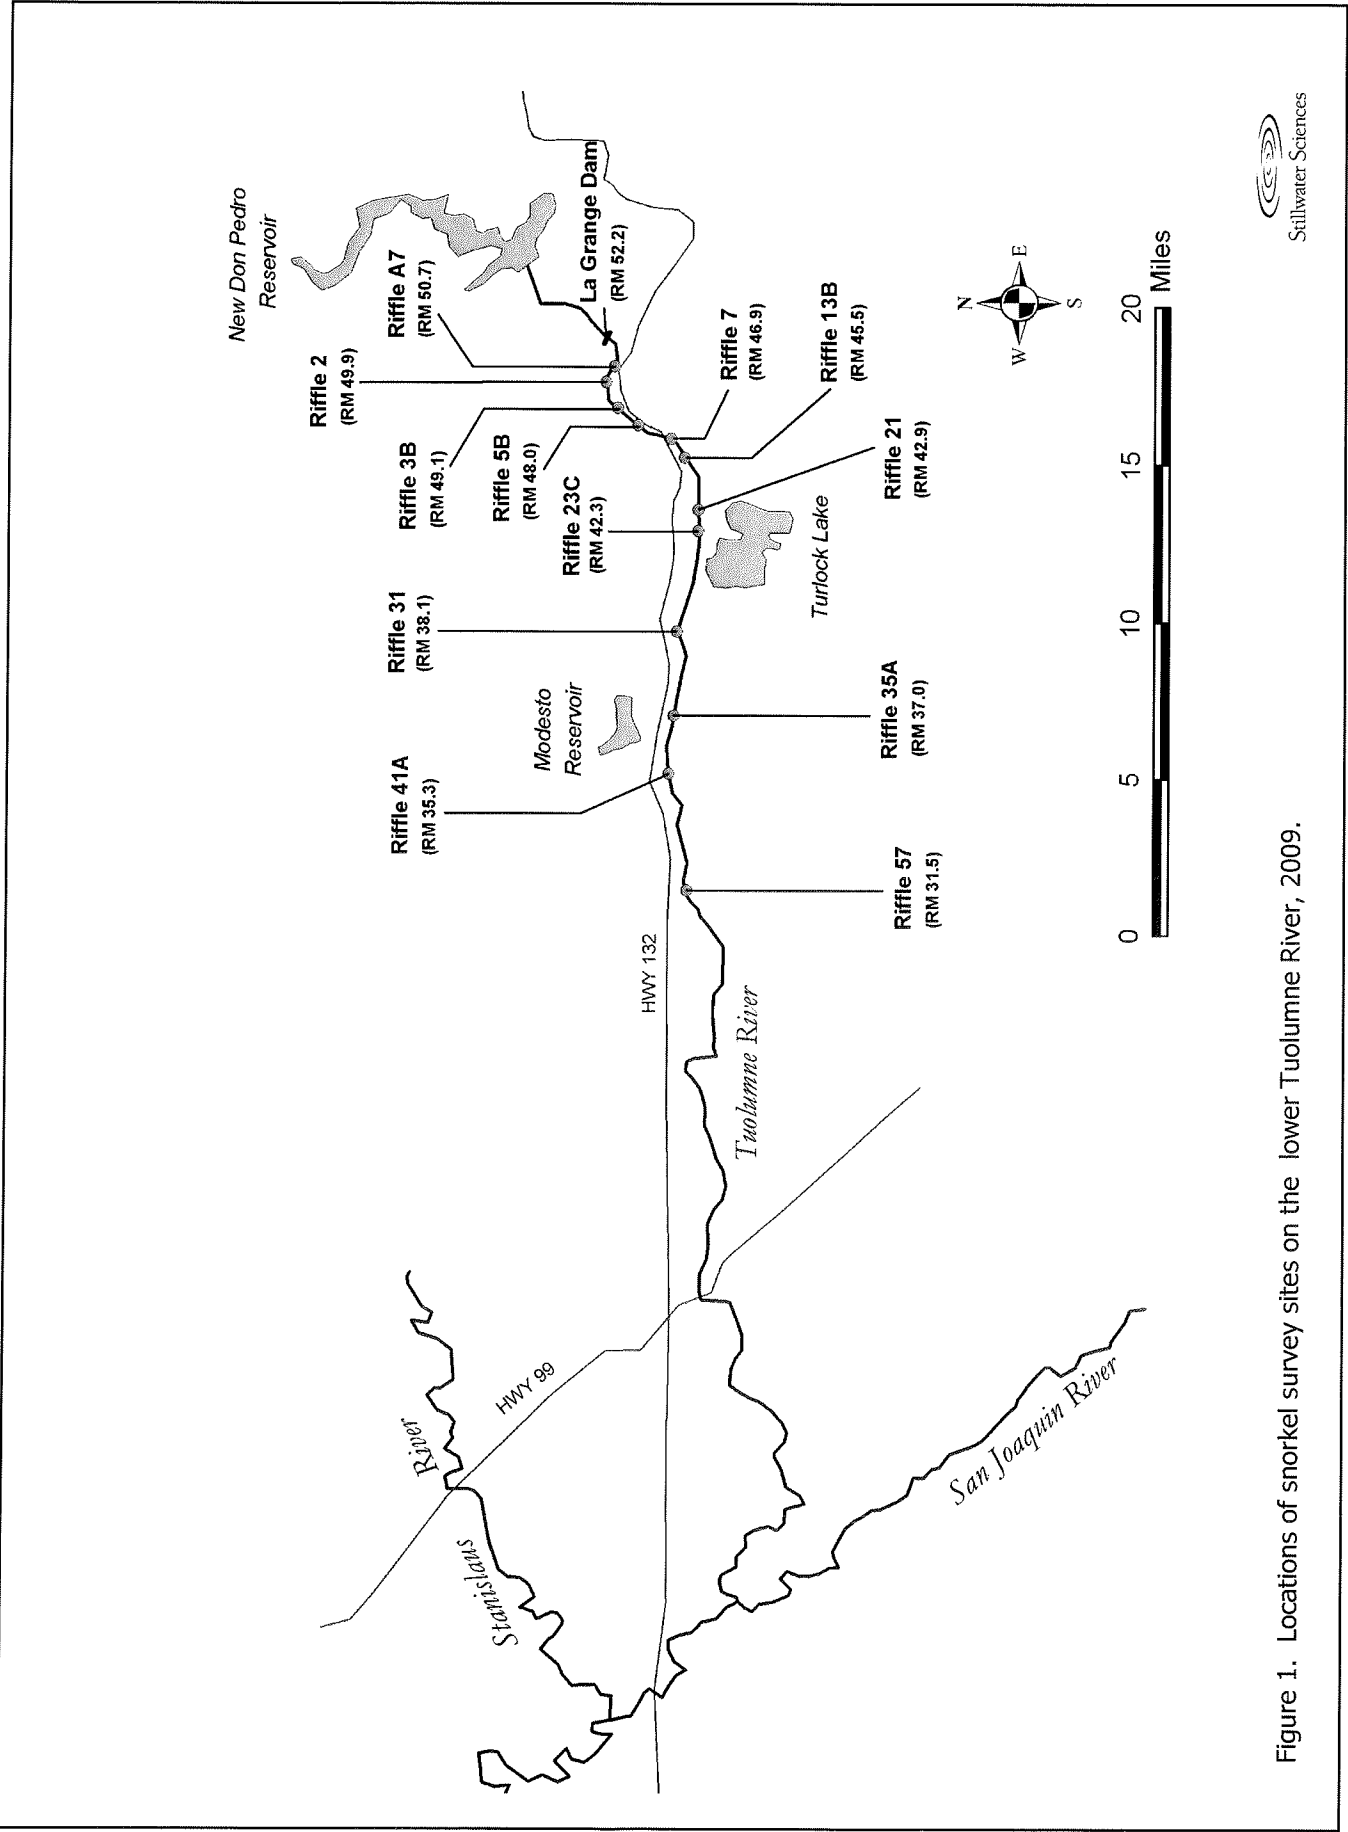 New Don Pedro
Reservoir
Riffle A7
(RM 50.7)
La Grange Dam
(RM 52.2)
Riffle 2
(RM 49.9)
Riffle 3B
(RM 49.1)
Riffle 5B
(RM 48.0)
Riffle 23C
(RM 42.3)
Riffle 7
(RM 46.9)
Riffle 13B
(RM 45.5)
Riffle 21
(RM 42.9)
Turlock Lake
Riffle 31
(RM 38.1)
Modesto
Reservoir
Riffle 35A
(RM 37.0)
Riffle 41A
(RM 35.3)
Riffle 57
(RM 31.5)
HWY 132
Tuolumne River
HWY 99
Stanislaus
River
San Joaquin River
N
W
E
S
0 5 10 15 20 Miles
Stillwater Sciences
Figure 1. Locations of snorkel survey sites on the lower Tuolumne River, 2009.